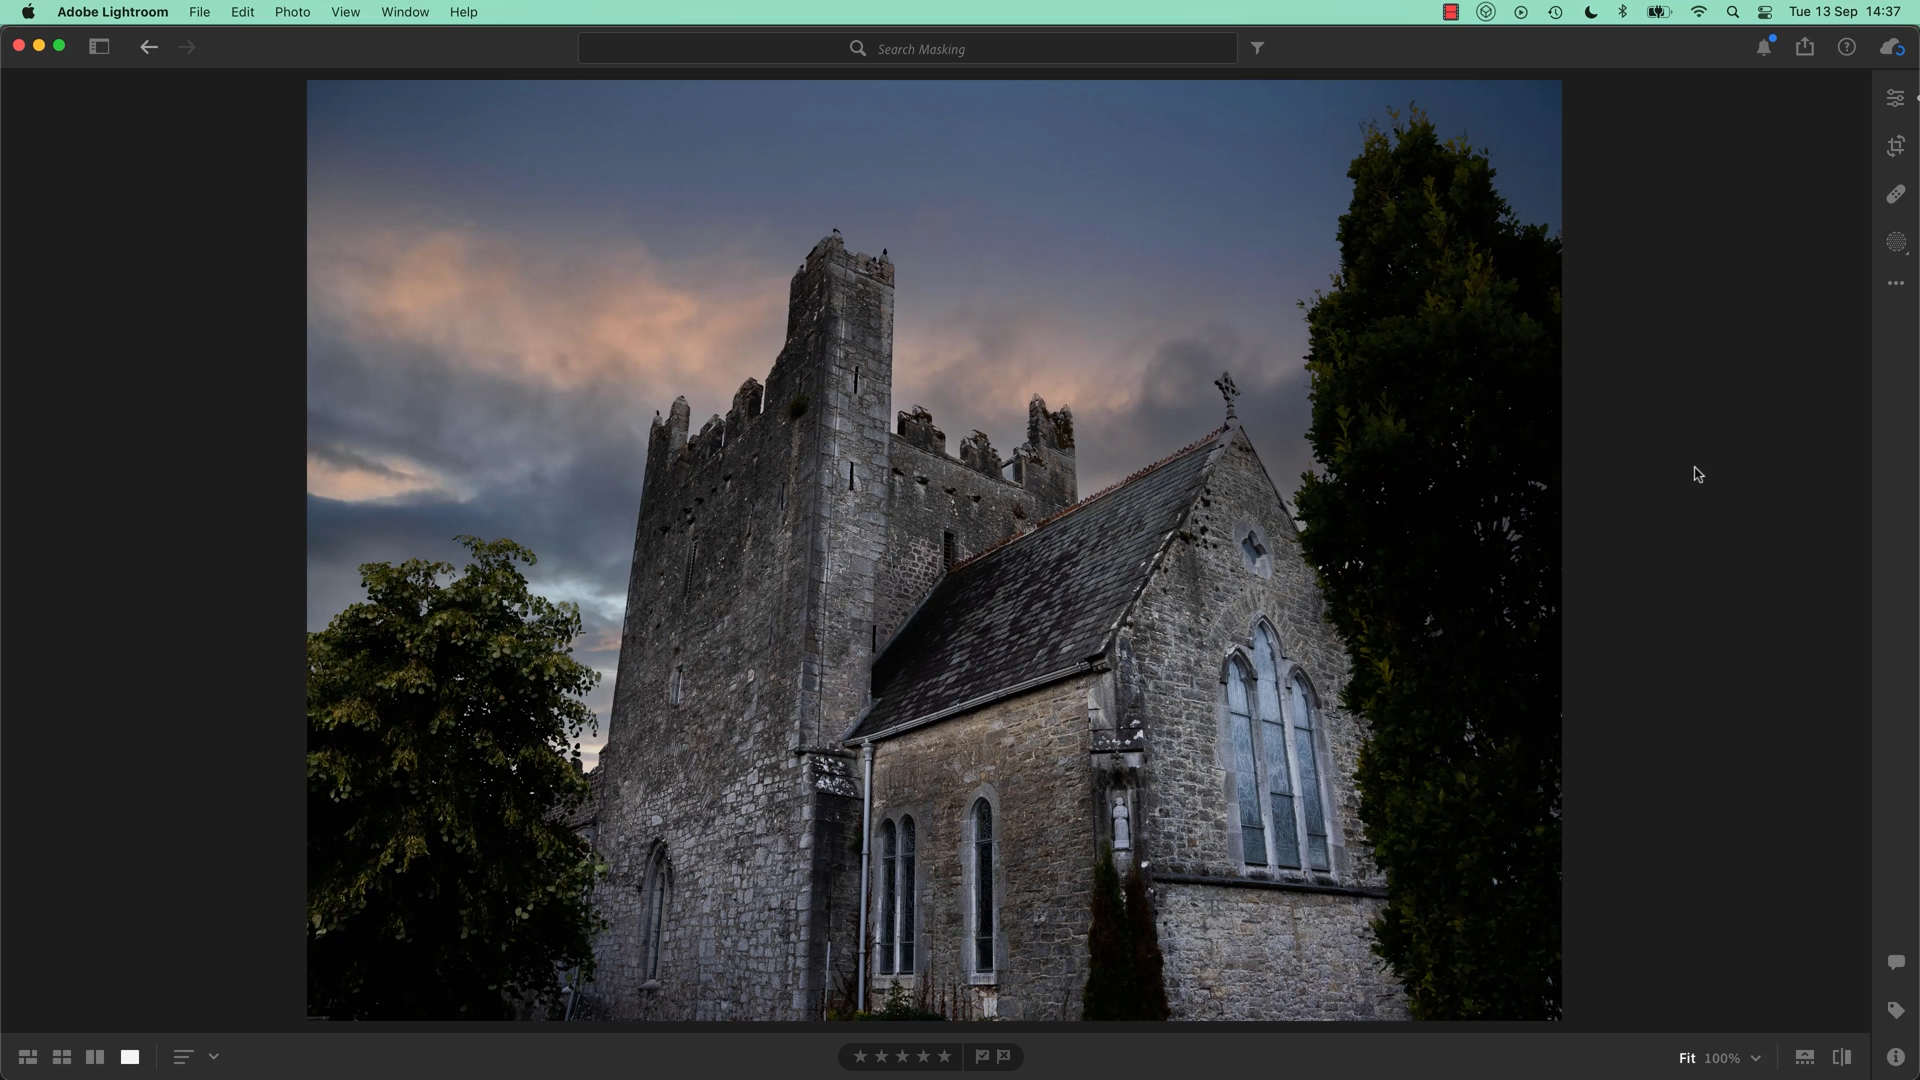 Adobe Lightroom File Edit Photo View Window Help Tue 13 Sep 14:37
Search Masking
Fit 100%